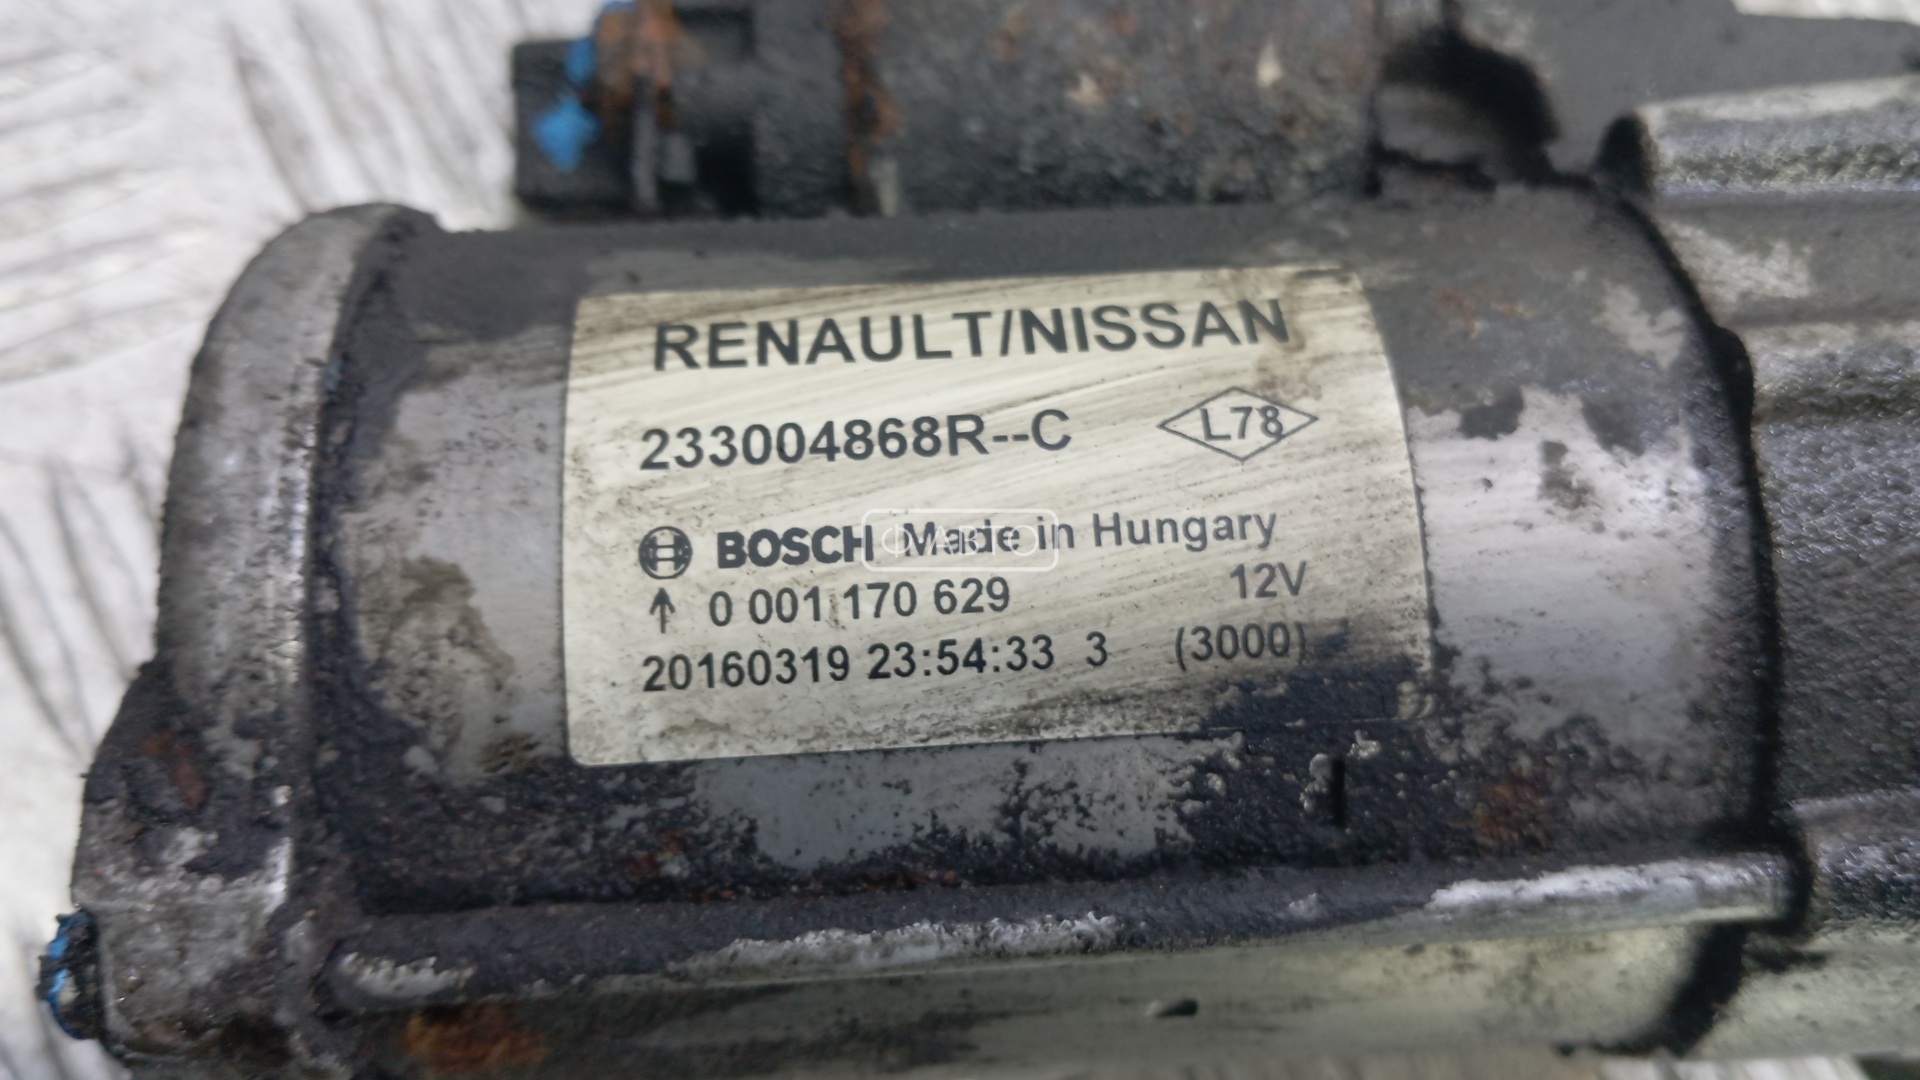 RENAULT/NISSAN
233004868R--C L78
BOSCH Made in Hungary
0 001 170 629 12V
20160319 23:54:33 3 (3000)